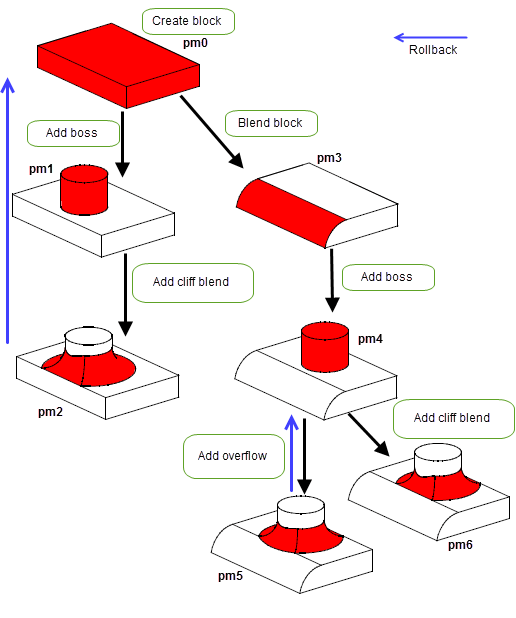 Create block
pm0
Rollback
Add boss
Blend block
pm1
pm3
Add cliff blend
Add boss
pm4
pm2
Add cliff blend
Add overflow
pm6
pm5